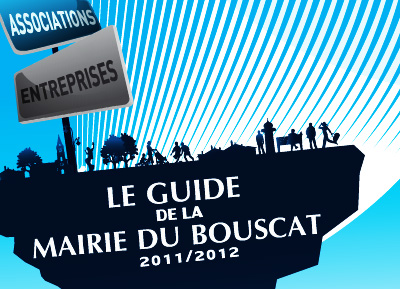 ASSOCIATIONS
ENTREPRISES
LE GUIDE
DE LA
MAIRIE DU BOUSCAT
2011/2012